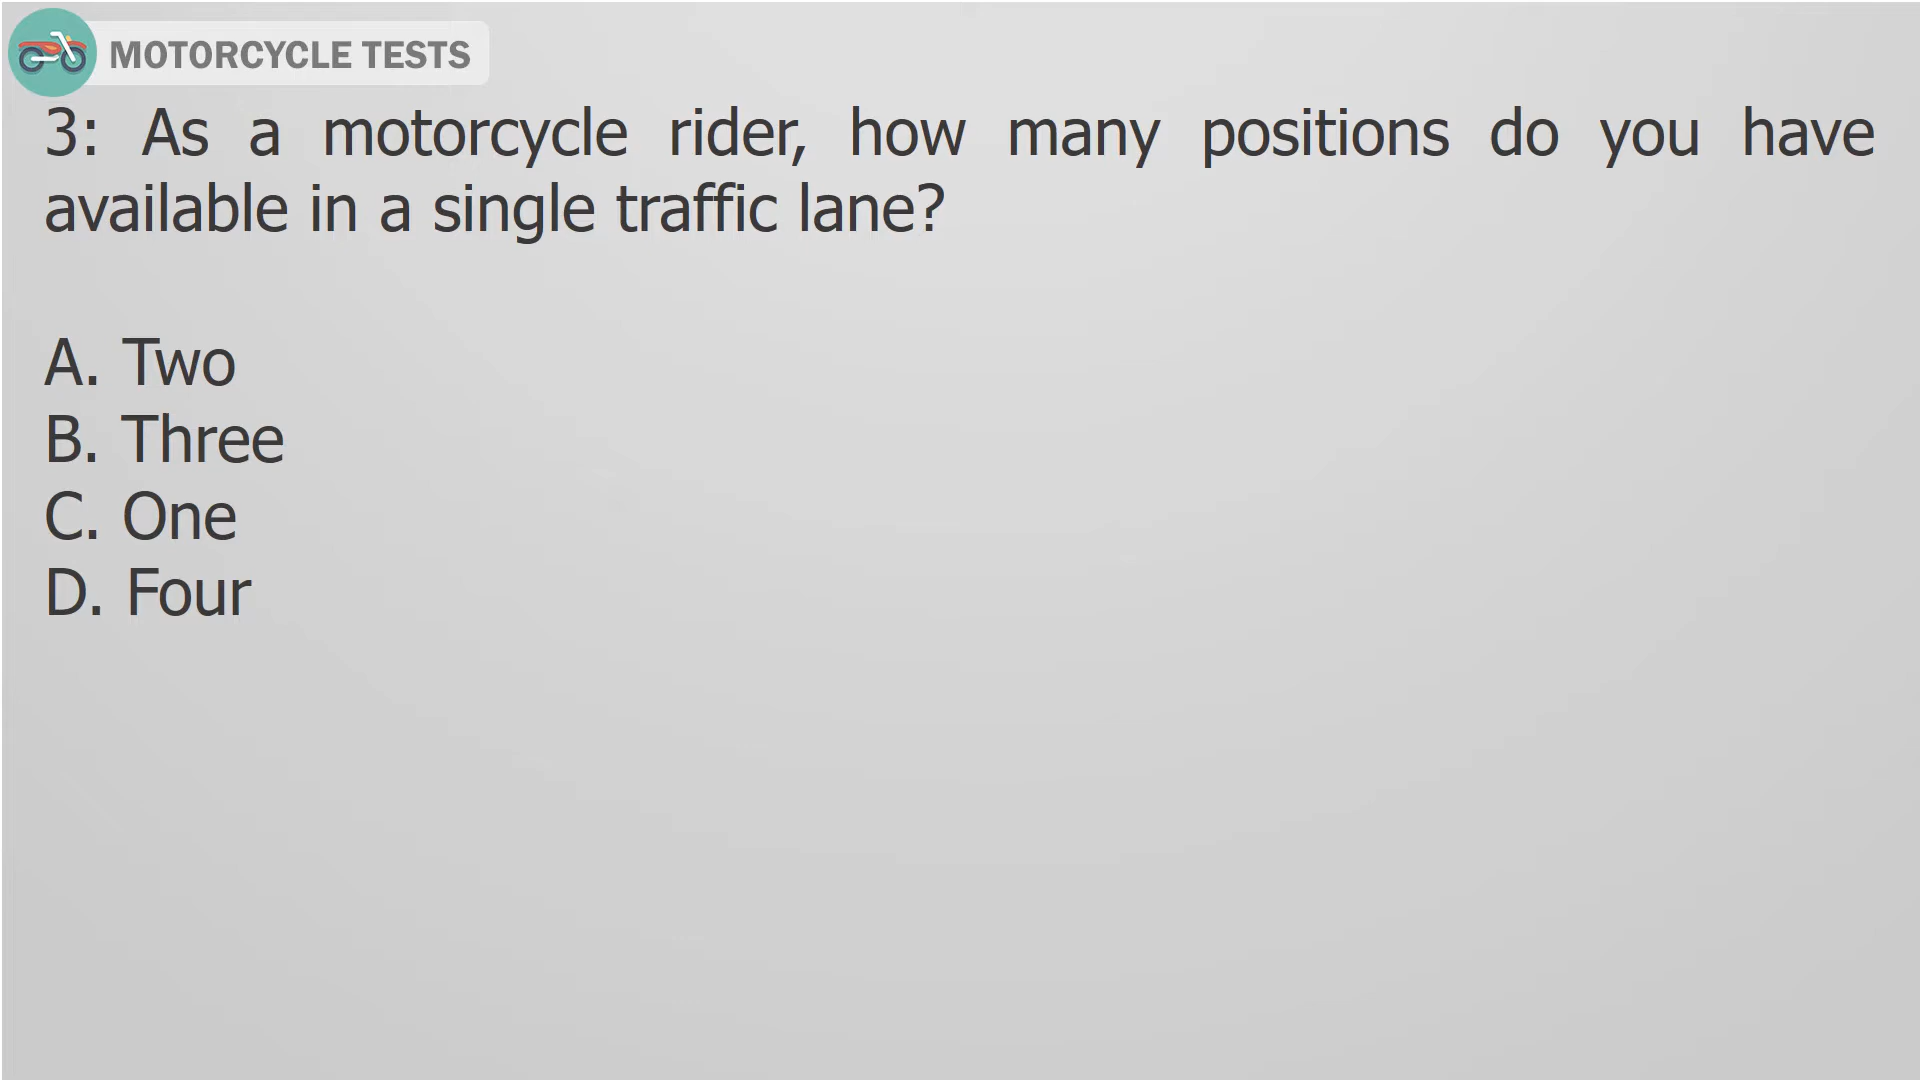 MOTORCYCLE TESTS
3: As a motorcycle rider, how many positions do you have
available in a single traffic lane?
A. Two
B. Three
C. One
D. Four